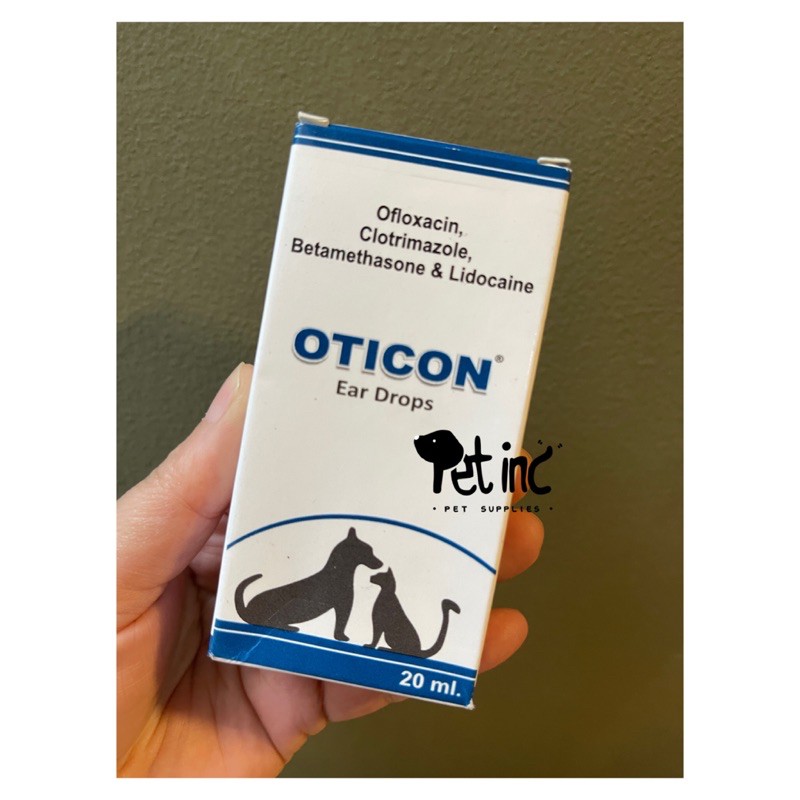 Ofloxacin,
Clotrimazole,
Betamethasone & Lidocaine
OTICON®
Ear Drops
Pet inc
• PET SUPPLIES •
20 ml.